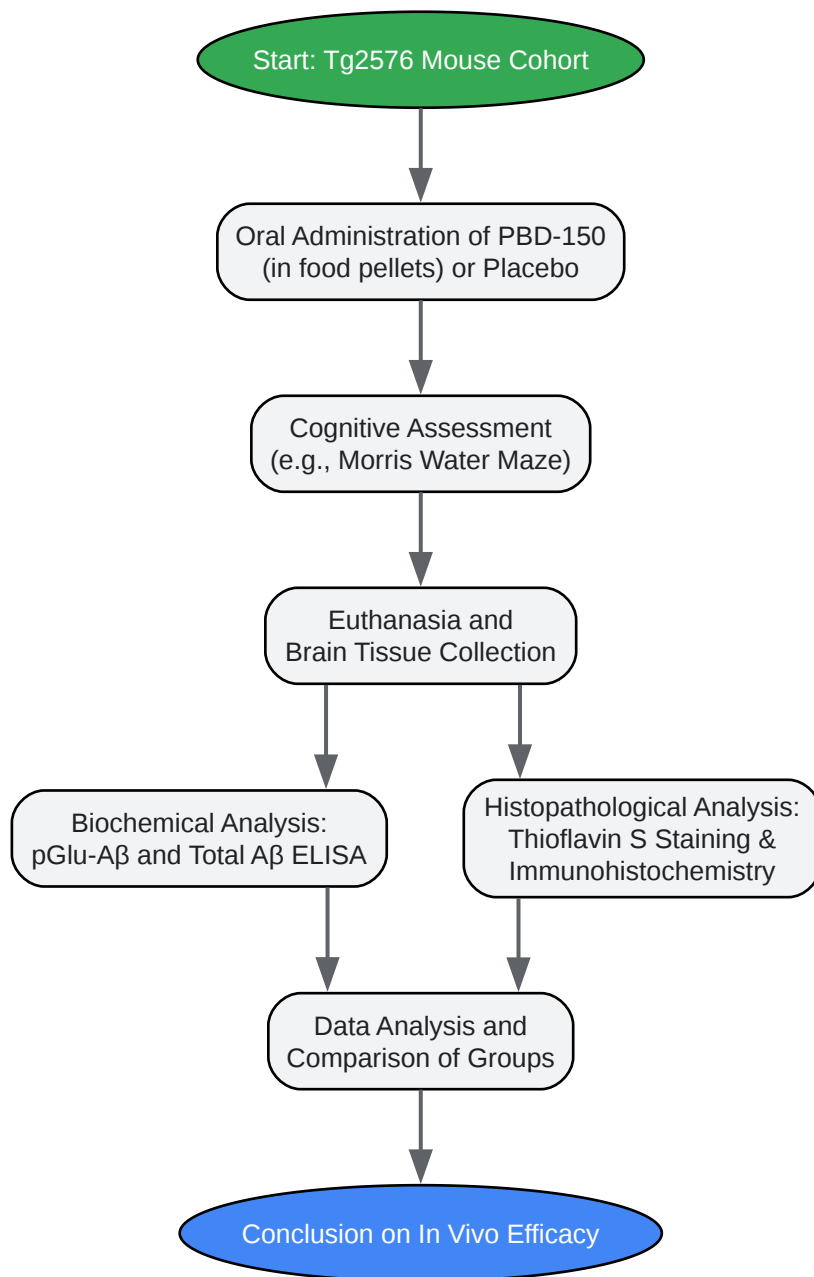 Start: Tg2576 Mouse Cohort
Oral Administration of PBD-150
(in food pellets) or Placebo
Cognitive Assessment
(e.g., Morris Water Maze)
Euthanasia and
Brain Tissue Collection
Biochemical Analysis:
pGlu-Aβ and Total Aβ ELISA
Histopathological Analysis:
Thioflavin S Staining &
Immunohistochemistry
Data Analysis and
Comparison of Groups
Conclusion on In Vivo Efficacy